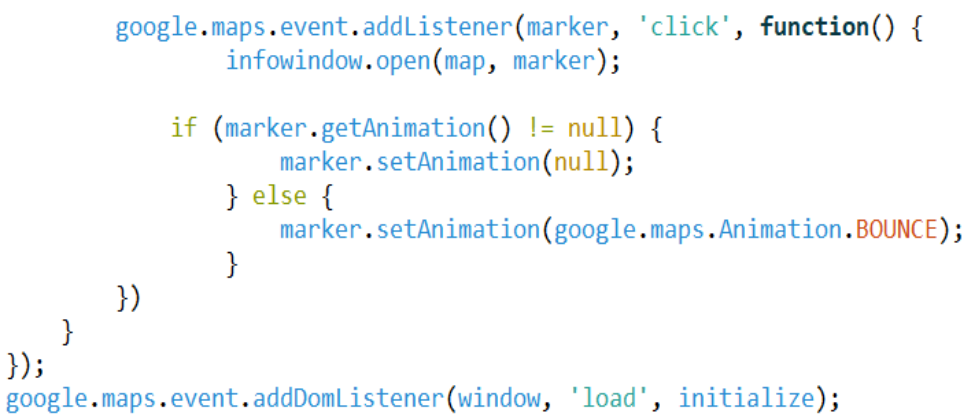 google.maps.event.addListener(marker, 'click', function() {
infowindow.open(map, marker);
if (marker.getAnimation() != null) {
marker.setAnimation(null);
} else {
marker.setAnimation(google.maps.Animation.BOUNCE);
}
})
}
});
google.maps.event.addDomListener(window, 'load', initialize);